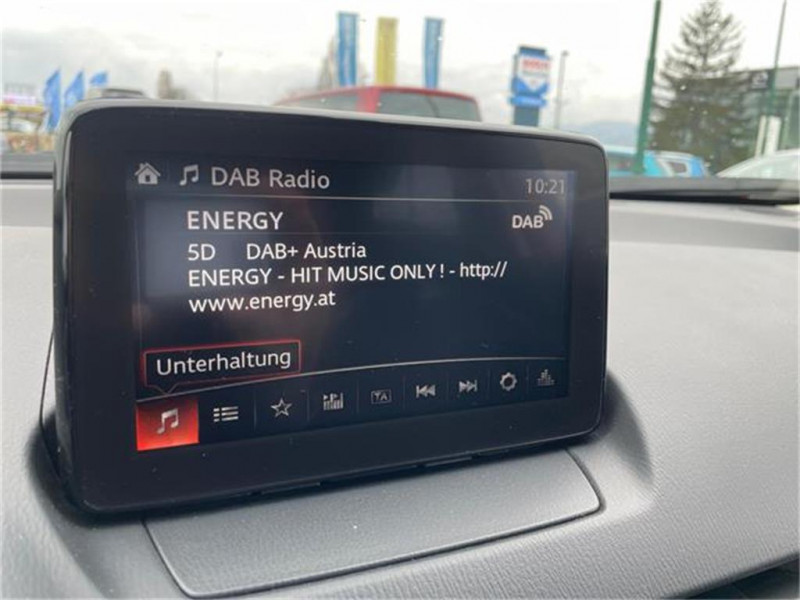 DAB Radio
10:21
ENERGY
DAB
5D DAB+ Austria
ENERGY - HIT MUSIC ONLY ! - http://
www.energy.at
Unterhaltung
TA